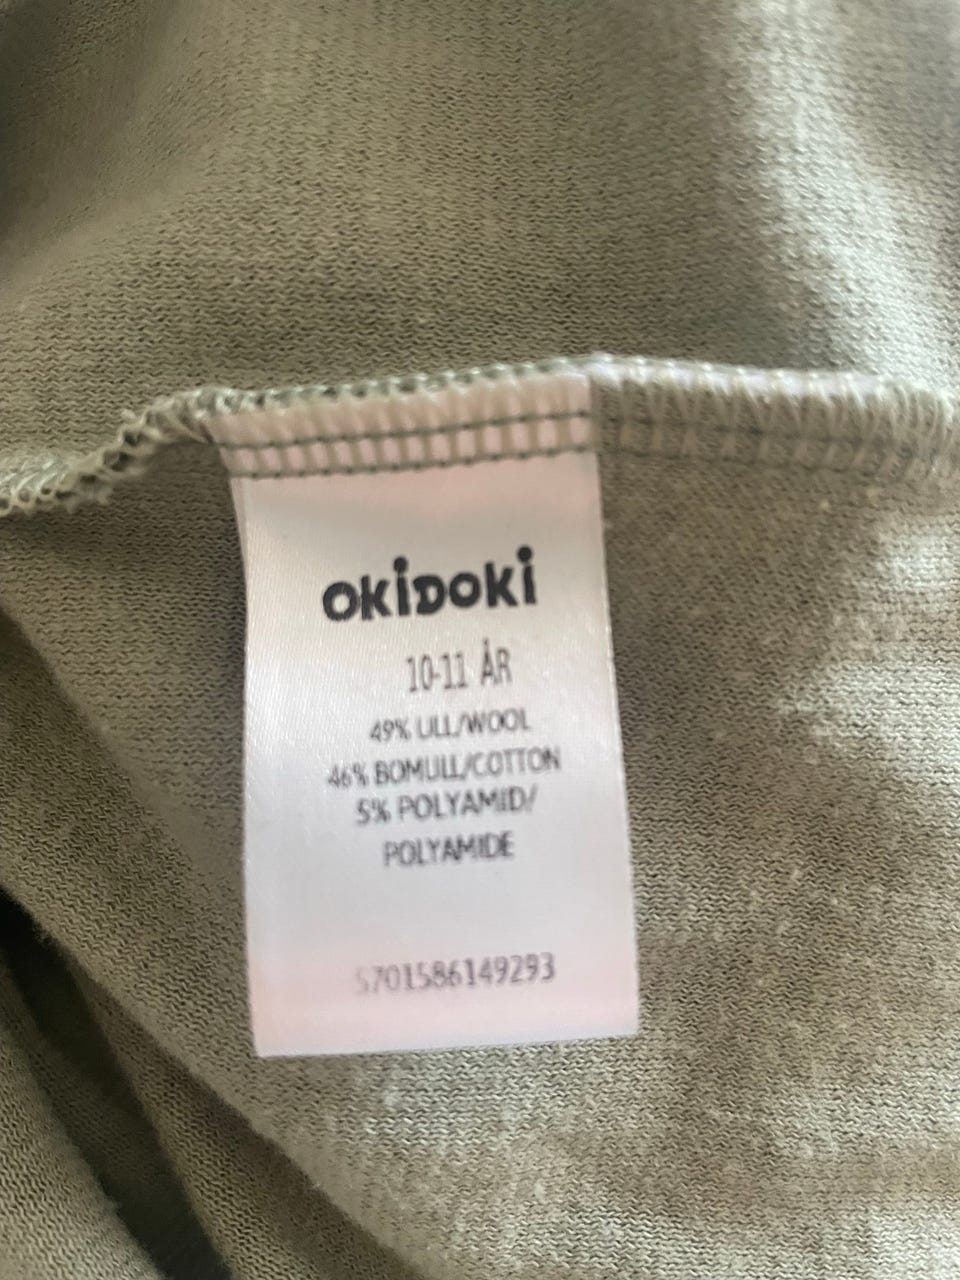 OKIDOKI
10-11 ÅR
49% ULL/WOOL
46% BOMULL/COTTON
5% POLYAMID/
POLYAMIDE
5701586149293